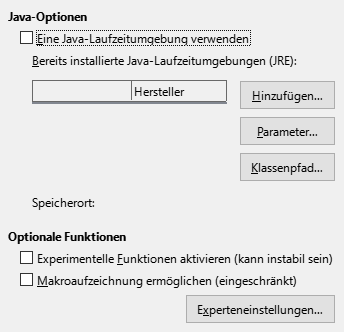 Java-Optionen
Eine Java-Laufzeitumgebung verwenden
Bereits installierte Java-Laufzeitumgebungen (JRE):
Hersteller
Hinzufügen...
Parameter...
Klassenpfad...
Speicherort:
Optionale Funktionen
Experimentelle Funktionen aktivieren (kann instabil sein)
Makroaufzeichnung ermöglichen (eingeschränkt)
Experteneinstellungen...